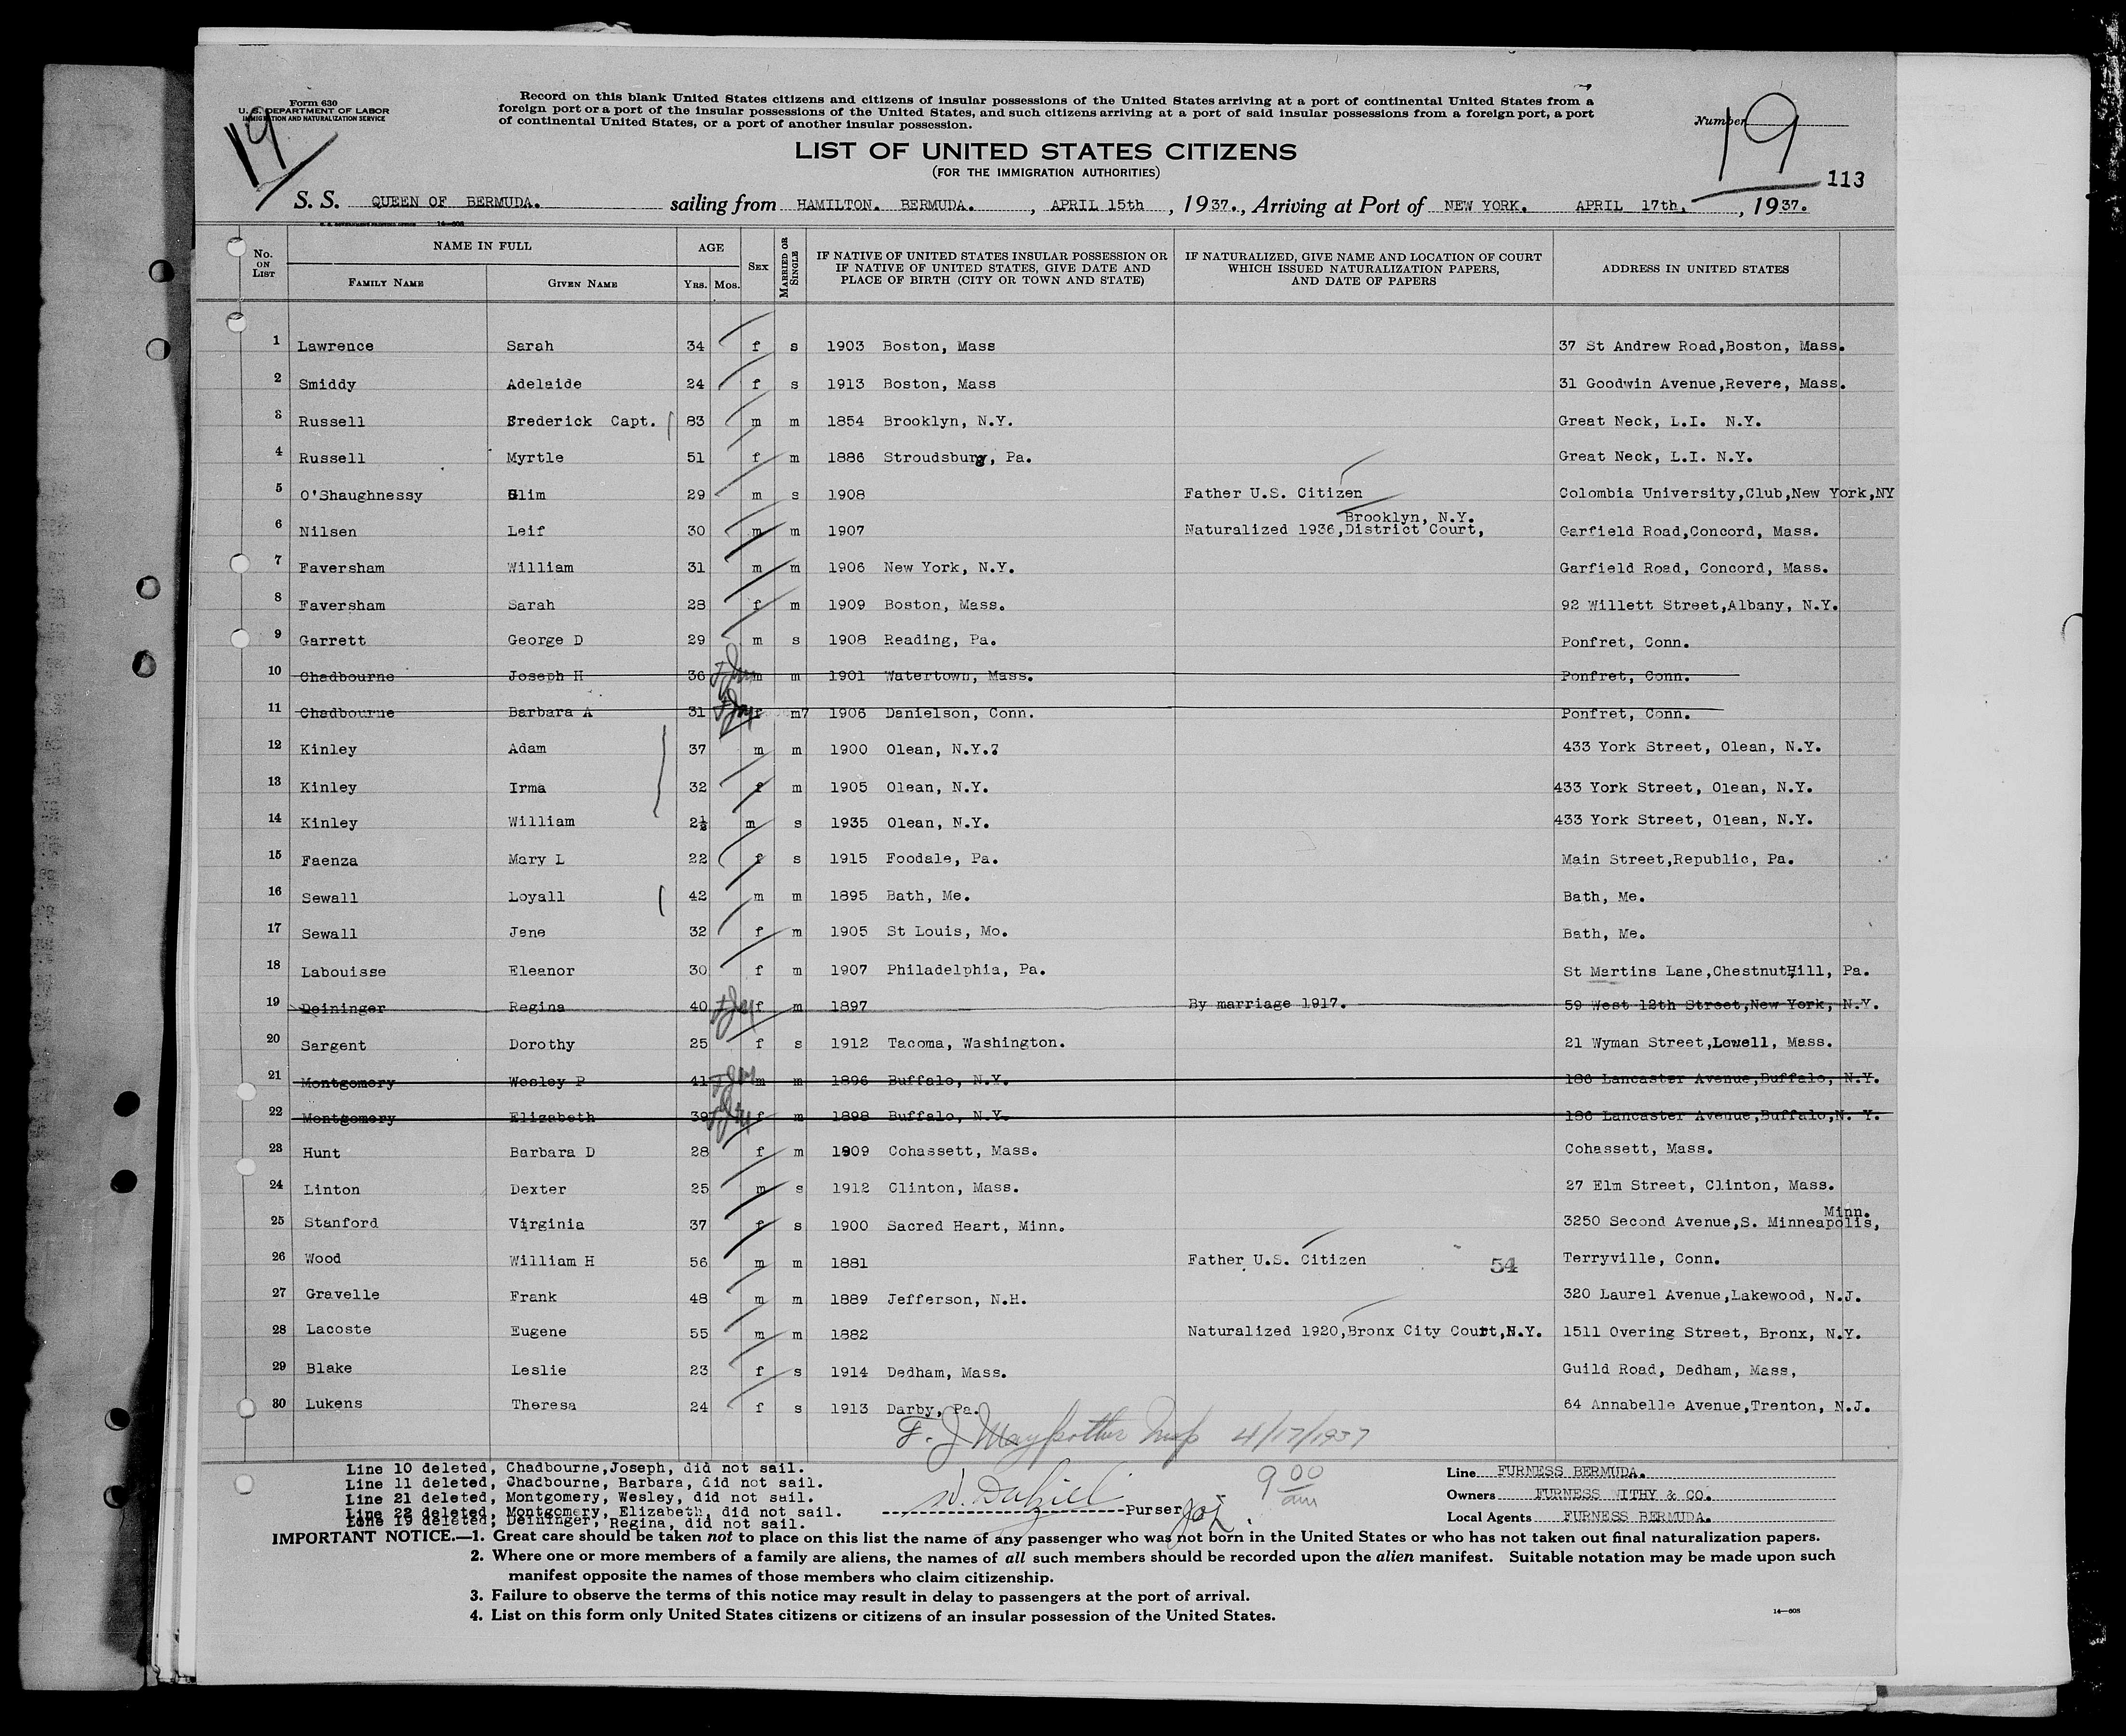 Form 630
U. S. DEPARTMENT OF LABOR
IMMIGRATION AND NATURALIZATION SERVICE
19
Record on this blank United States citizens and citizens of insular possessions of the United States arriving at a port of continental United States from a
foreign port or a port of the insular possessions of the United States, and such citizens arriving at a port of said insular possessions from a foreign port, a port
of continental United States, or a port of another insular possession.
Number 19
LIST OF UNITED STATES CITIZENS
(FOR THE IMMIGRATION AUTHORITIES)
113
S. S. QUEEN OF BERMUDA. sailing from HAMILTON. BERMUDA. , APRIL 15th , 1937., Arriving at Port of NEW YORK. APRIL 17th, , 1937.
U. S. GOVERNMENT PRINTING OFFICE 14—608
No. ON LIST NAME IN FULL FAMILY NAME GIVEN NAME AGE YRS. MOS. SEX MARRIED OR SINGLE IF NATIVE OF UNITED STATES INSULAR POSSESSION OR IF NATIVE OF UNITED STATES, GIVE DATE AND PLACE OF BIRTH (CITY OR TOWN AND STATE) IF NATURALIZED, GIVE NAME AND LOCATION OF COURT WHICH ISSUED NATURALIZATION PAPERS, AND DATE OF PAPERS ADDRESS IN UNITED STATES
1 Lawrence Sarah 34 f s 1903 Boston, Mass 37 St Andrew Road,Boston, Mass.
2 Smiddy Adelaide 24 f s 1913 Boston, Mass 31 Goodwin Avenue,Revere, Mass.
3 Russell Frederick Capt. 83 m m 1854 Brooklyn, N.Y. Great Neck, L.I. N.Y.
4 Russell Myrtle 51 f m 1886 Stroudsburg, Pa. Great Neck, L.I. N.Y.
5 O'Shaughnessy Elim 29 m s 1908 Father U.S. Citizen Colombia University,Club,New York,NY
Brooklyn, N.Y.
6 Nilsen Leif 30 m m 1907 Naturalized 1936,District Court, Garfield Road,Concord, Mass.
7 Faversham William 31 m m 1906 New York, N.Y. Garfield Road, Concord, Mass.
8 Faversham Sarah 28 f m 1909 Boston, Mass. 92 Willett Street,Albany, N.Y.
9 Garrett George D 29 m s 1908 Reading, Pa. Ponfret, Conn.
10 Chadbourne Joseph H 36 m m 1901 Watertown, Mass. Ponfret, Conn.
11 Chadbourne Barbara A 31 f m7 1906 Danielson, Conn. Ponfret, Conn.
12 Kinley Adam 37 m m 1900 Olean, N.Y.7 433 York Street, Olean, N.Y.
13 Kinley Irma 32 f m 1905 Olean, N.Y. 433 York Street, Olean, N.Y.
14 Kinley William 2½ m s 1935 Olean, N.Y. 433 York Street, Olean, N.Y.
15 Faenza Mary L 22 f s 1915 Foodale, Pa. Main Street,Republic, Pa.
16 Sewall Loyall 42 m m 1895 Bath, Me. Bath, Me.
17 Sewall Jane 32 f m 1905 St Louis, Mo. Bath, Me.
18 Labouisse Eleanor 30 f m 1907 Philadelphia, Pa. St Martins Lane,ChestnutHill, Pa.
19 Deininger Regina 40 f m 1897 By marriage 1917. 59 West 12th Street,New York, N.Y.
20 Sargent Dorothy 25 f s 1912 Tacoma, Washington. 21 Wyman Street,Lowell, Mass.
21 Montgomery Wesley P 41 m m 1896 Buffalo, N.Y. 186 Lancaster Avenue,Buffalo, N.Y.
22 Montgomery Elizabeth 39 f m 1898 Buffalo, N.Y. 186 Lancaster Avenue,Buffalo,N. Y.
23 Hunt Barbara D 28 f m 1909 Cohassett, Mass. Cohassett, Mass.
24 Linton Dexter 25 m s 1912 Clinton, Mass. 27 Elm Street, Clinton, Mass.
Minn.
25 Stanford Virginia 37 f s 1900 Sacred Heart, Minn. 3250 Second Avenue,S. Minneapolis,
26 Wood William H 56 m m 1881 Father U.S. Citizen 54 Terryville, Conn.
27 Gravelle Frank 48 m m 1889 Jefferson, N.H. 320 Laurel Avenue,Lakewood, N.J.
28 Lacoste Eugene 55 m m 1882 Naturalized 1920,Bronx City Court,N.Y. 1511 Overing Street, Bronx, N.Y.
29 Blake Leslie 23 f s 1914 Dedham, Mass. Guild Road, Dedham, Mass,
30 Lukens Theresa 24 f s 1913 Darby, Pa. 64 Annabelle Avenue,Trenton, N.J.
F. J. Maypother Insp 4/17/1937
Line 10 deleted, Chadbourne,Joseph, did not sail.
Line 11 deleted, Chadbourne, Barbara, did not sail.
Line 21 deleted, Montgomery, Wesley, did not sail.
Line 22 deleted, Montgomery, Elizabeth, did not sail.
Line 19 deleted, Deininger, Regina, did not sail.
Purser
9 00 am
Line FURNESS BERMUDA.
Owners FURNESS WITHY & CO.
Local Agents FURNESS BERMUDA.
IMPORTANT NOTICE.—1. Great care should be taken not to place on this list the name of any passenger who was not born in the United States or who has not taken out final naturalization papers.
2. Where one or more members of a family are aliens, the names of all such members should be recorded upon the alien manifest. Suitable notation may be made upon such
manifest opposite the names of those members who claim citizenship.
3. Failure to observe the terms of this notice may result in delay to passengers at the port of arrival.
4. List on this form only United States citizens or citizens of an insular possession of the United States.
14—608